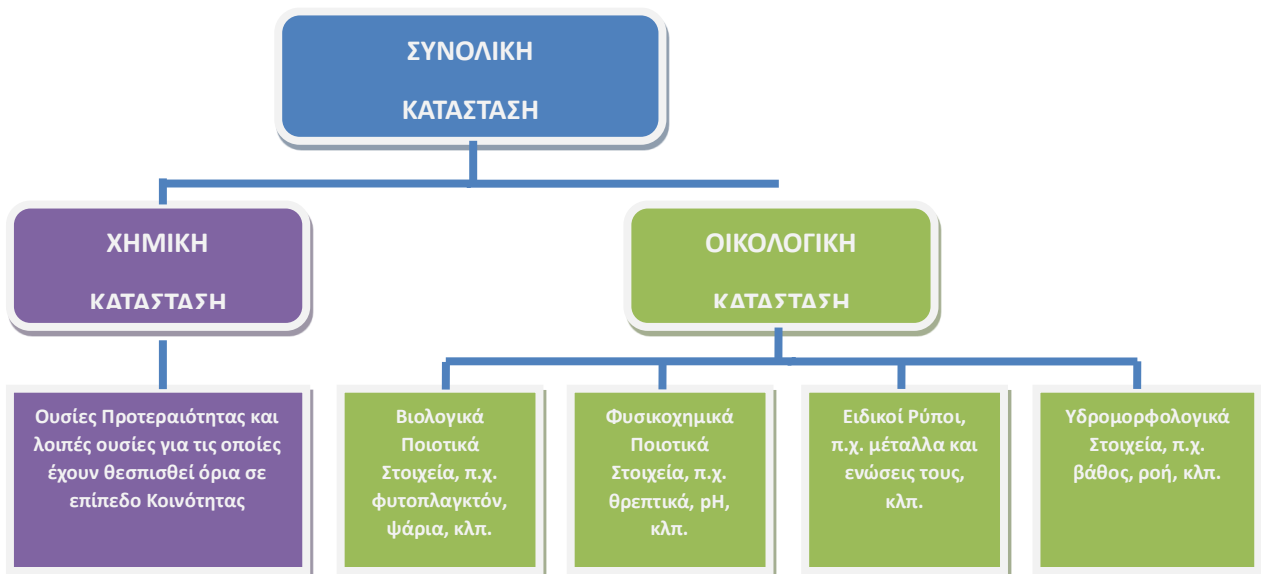 ΣΥΝΟΛΙΚΗ
ΚΑΤΑΣΤΑΣΗ
ΧΗΜΙΚΗ
ΚΑΤΑΣΤΑΣΗ
ΟΙΚΟΛΟΓΙΚΗ
ΚΑΤΑΣΤΑΣΗ
Ουσίες Προτεραιότητας και
λοιπές ουσίες για τις οποίες
έχουν θεσπισθεί όρια σε
επίπεδο Κοινότητας
Βιολογικά
Ποιοτικά
Στοιχεία, π.χ.
φυτοπλαγκτόν,
ψάρια, κλπ.
Φυσικοχημικά
Ποιοτικά
Στοιχεία, π.χ.
θρεπτικά, pH,
κλπ.
Ειδικοί Ρύποι,
π.χ. μέταλλα και
ενώσεις τους,
κλπ.
Υδρομορφολογικά
Στοιχεία, π.χ.
βάθος, ροή, κλπ.